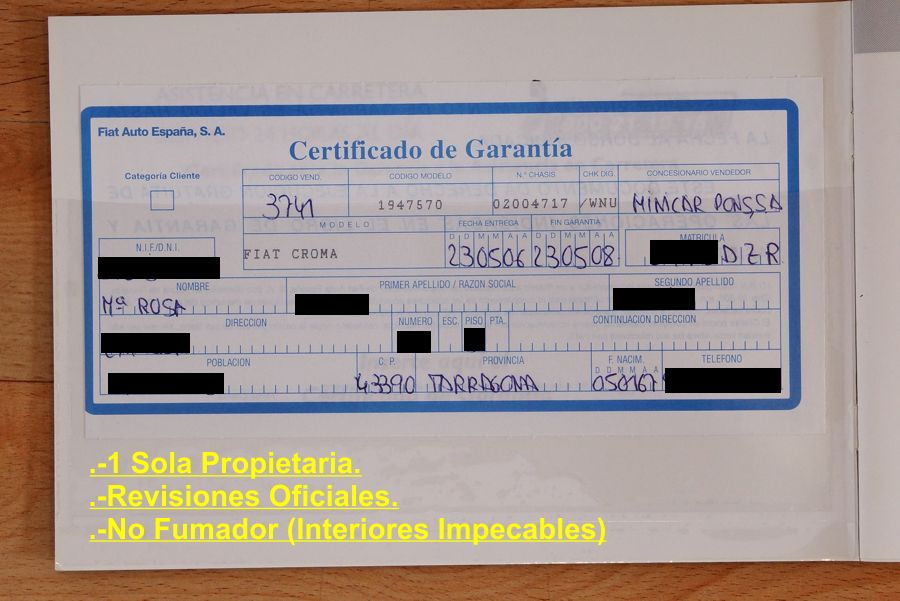 Fiat Auto España, S. A.
Certificado de Garantía
Categoría Cliente
CODIGO VEND.
CODIGO MODELO
N.º CHASIS
CHK DIG.
CONCESIONARIO VENDEDOR
3741
1947570
02004717
/WNU
MIMCAR PONSSA
MODELO
FECHA ENTREGA
FIN GARANTIA
MATRICULA
D D M M A A
D D M M A A
FIAT CROMA
230506
230508
DZR
N.I.F./D.N.I.
NOMBRE
PRIMER APELLIDO / RAZON SOCIAL
SEGUNDO APELLIDO
Mª ROSA
DIRECCION
NUMERO
ESC.
PISO
PTA.
CONTINUACION DIRECCION
POBLACION
C. P.
PROVINCIA
F. NACIM.
TELEFONO
D D M M A A
43390
TARRAGONA
050167
.-1 Sola Propietaria.
.-Revisiones Oficiales.
.-No Fumador (Interiores Impecables)